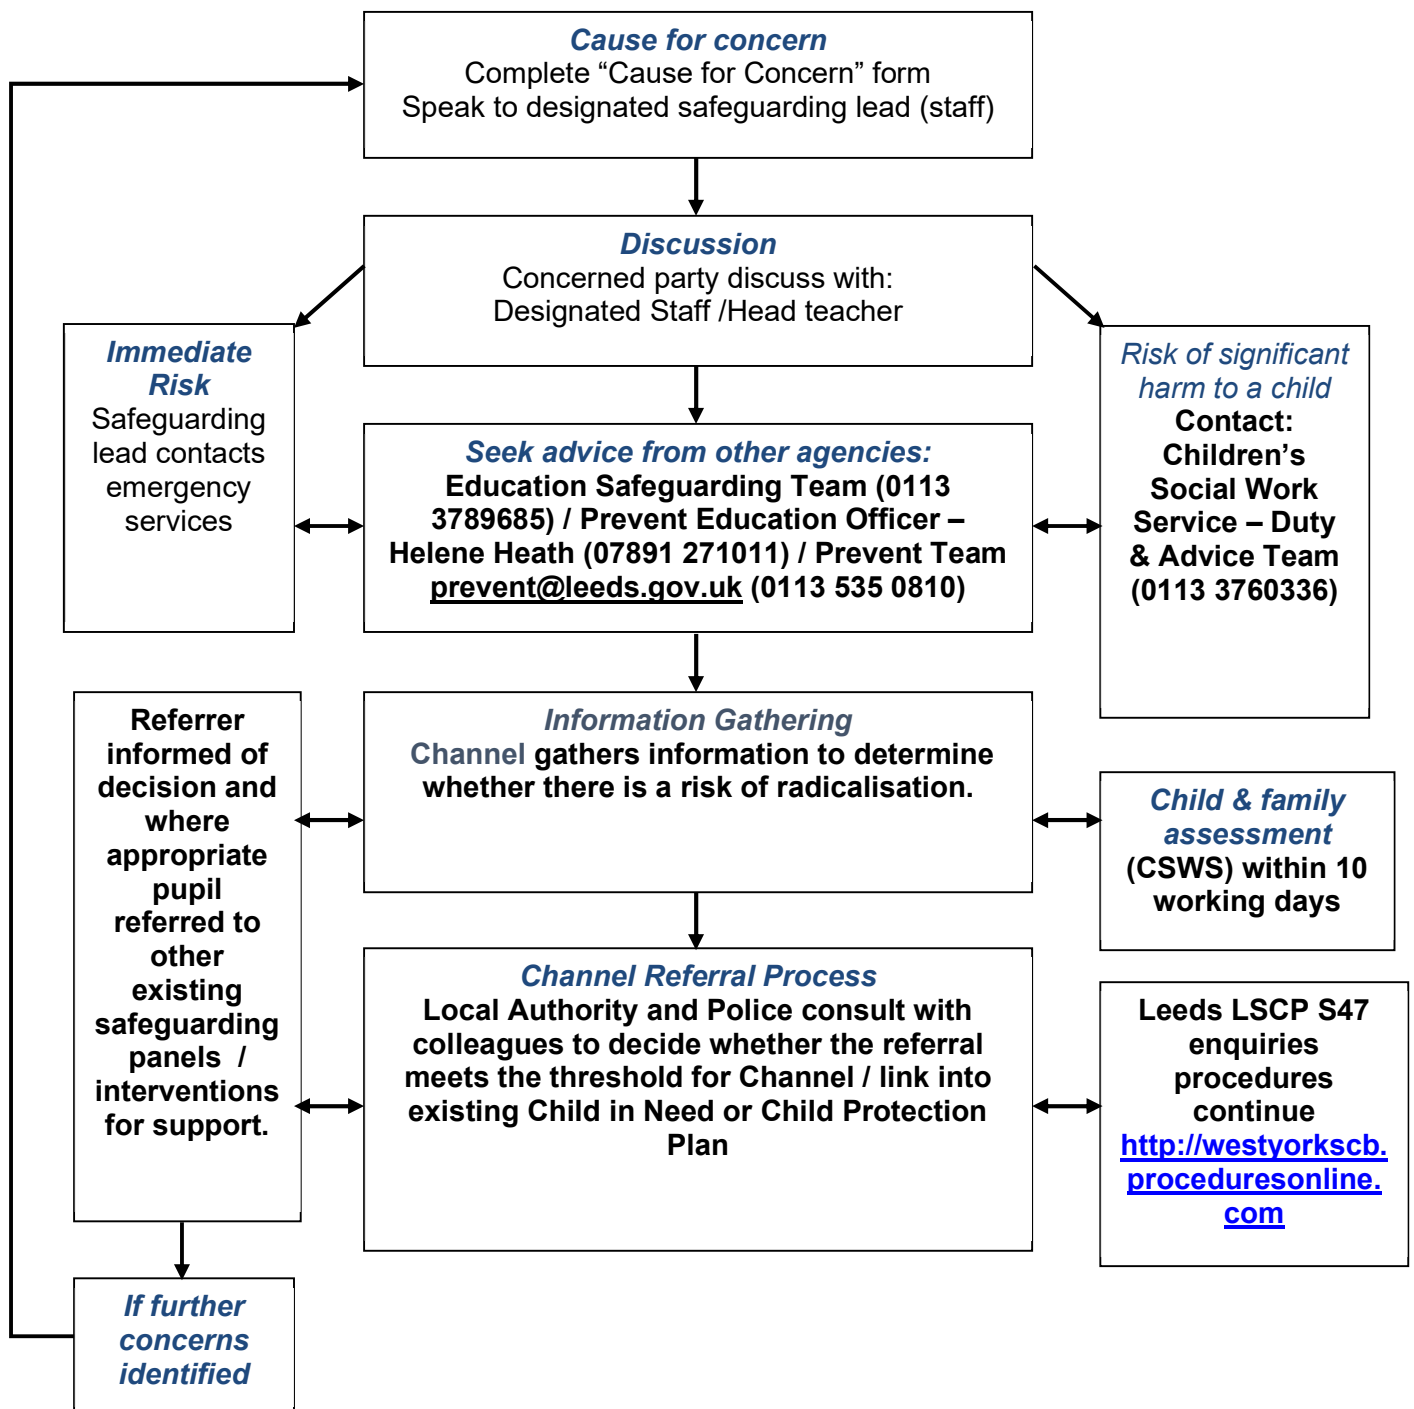 Cause for concern
Complete “Cause for Concern” form
Speak to designated safeguarding lead (staff)
Discussion
Concerned party discuss with:
Designated Staff /Head teacher
Immediate
Risk
Safeguarding
lead contacts
emergency
services
Seek advice from other agencies:
Education Safeguarding Team (0113
3789685) / Prevent Education Officer –
Helene Heath (07891 271011) / Prevent Team
prevent@leeds.gov.uk (0113 535 0810)
Risk of significant
harm to a child
Contact:
Children’s
Social Work
Service – Duty
& Advice Team
(0113 3760336)
Referrer
informed of
decision and
where
appropriate
pupil
referred to
other
existing
safeguarding
panels /
interventions
for support.
Information Gathering
Channel gathers information to determine
whether there is a risk of radicalisation.
Child & family
assessment
(CSWS) within 10
working days
Channel Referral Process
Local Authority and Police consult with
colleagues to decide whether the referral
meets the threshold for Channel / link into
existing Child in Need or Child Protection
Plan
Leeds LSCP S47
enquiries
procedures
continue
http://westyorkscb.
proceduresonline.
com
If further
concerns
identified